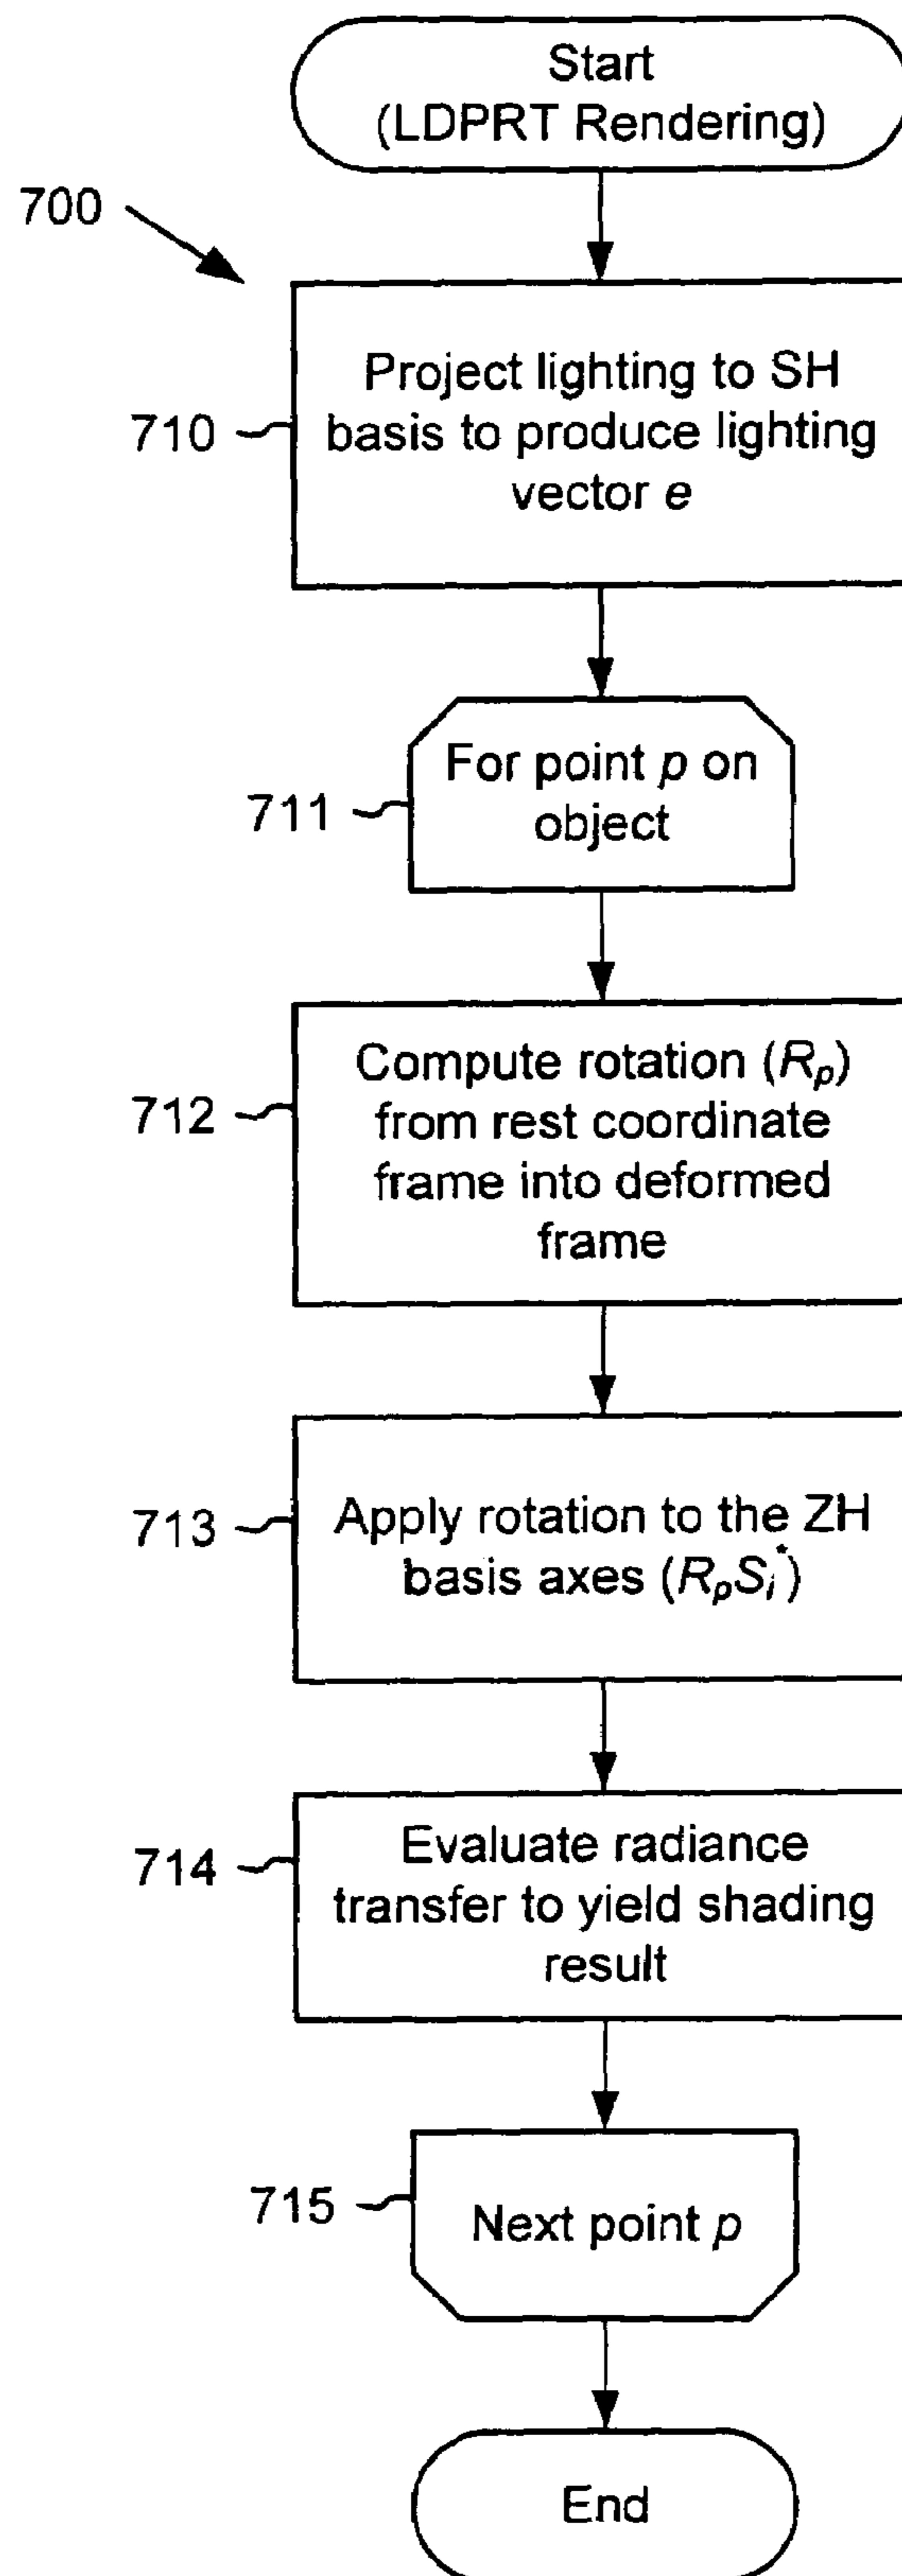 Start
(LDPRT Rendering)
700
Project lighting to SH
basis to produce lighting
vector e
710
For point p on
object
711
Compute rotation (Rₚ)
from rest coordinate
frame into deformed
frame
712
Apply rotation to the ZH
basis axes (RₚSᵢ*)
713
Evaluate radiance
transfer to yield shading
result
714
Next point p
715
End